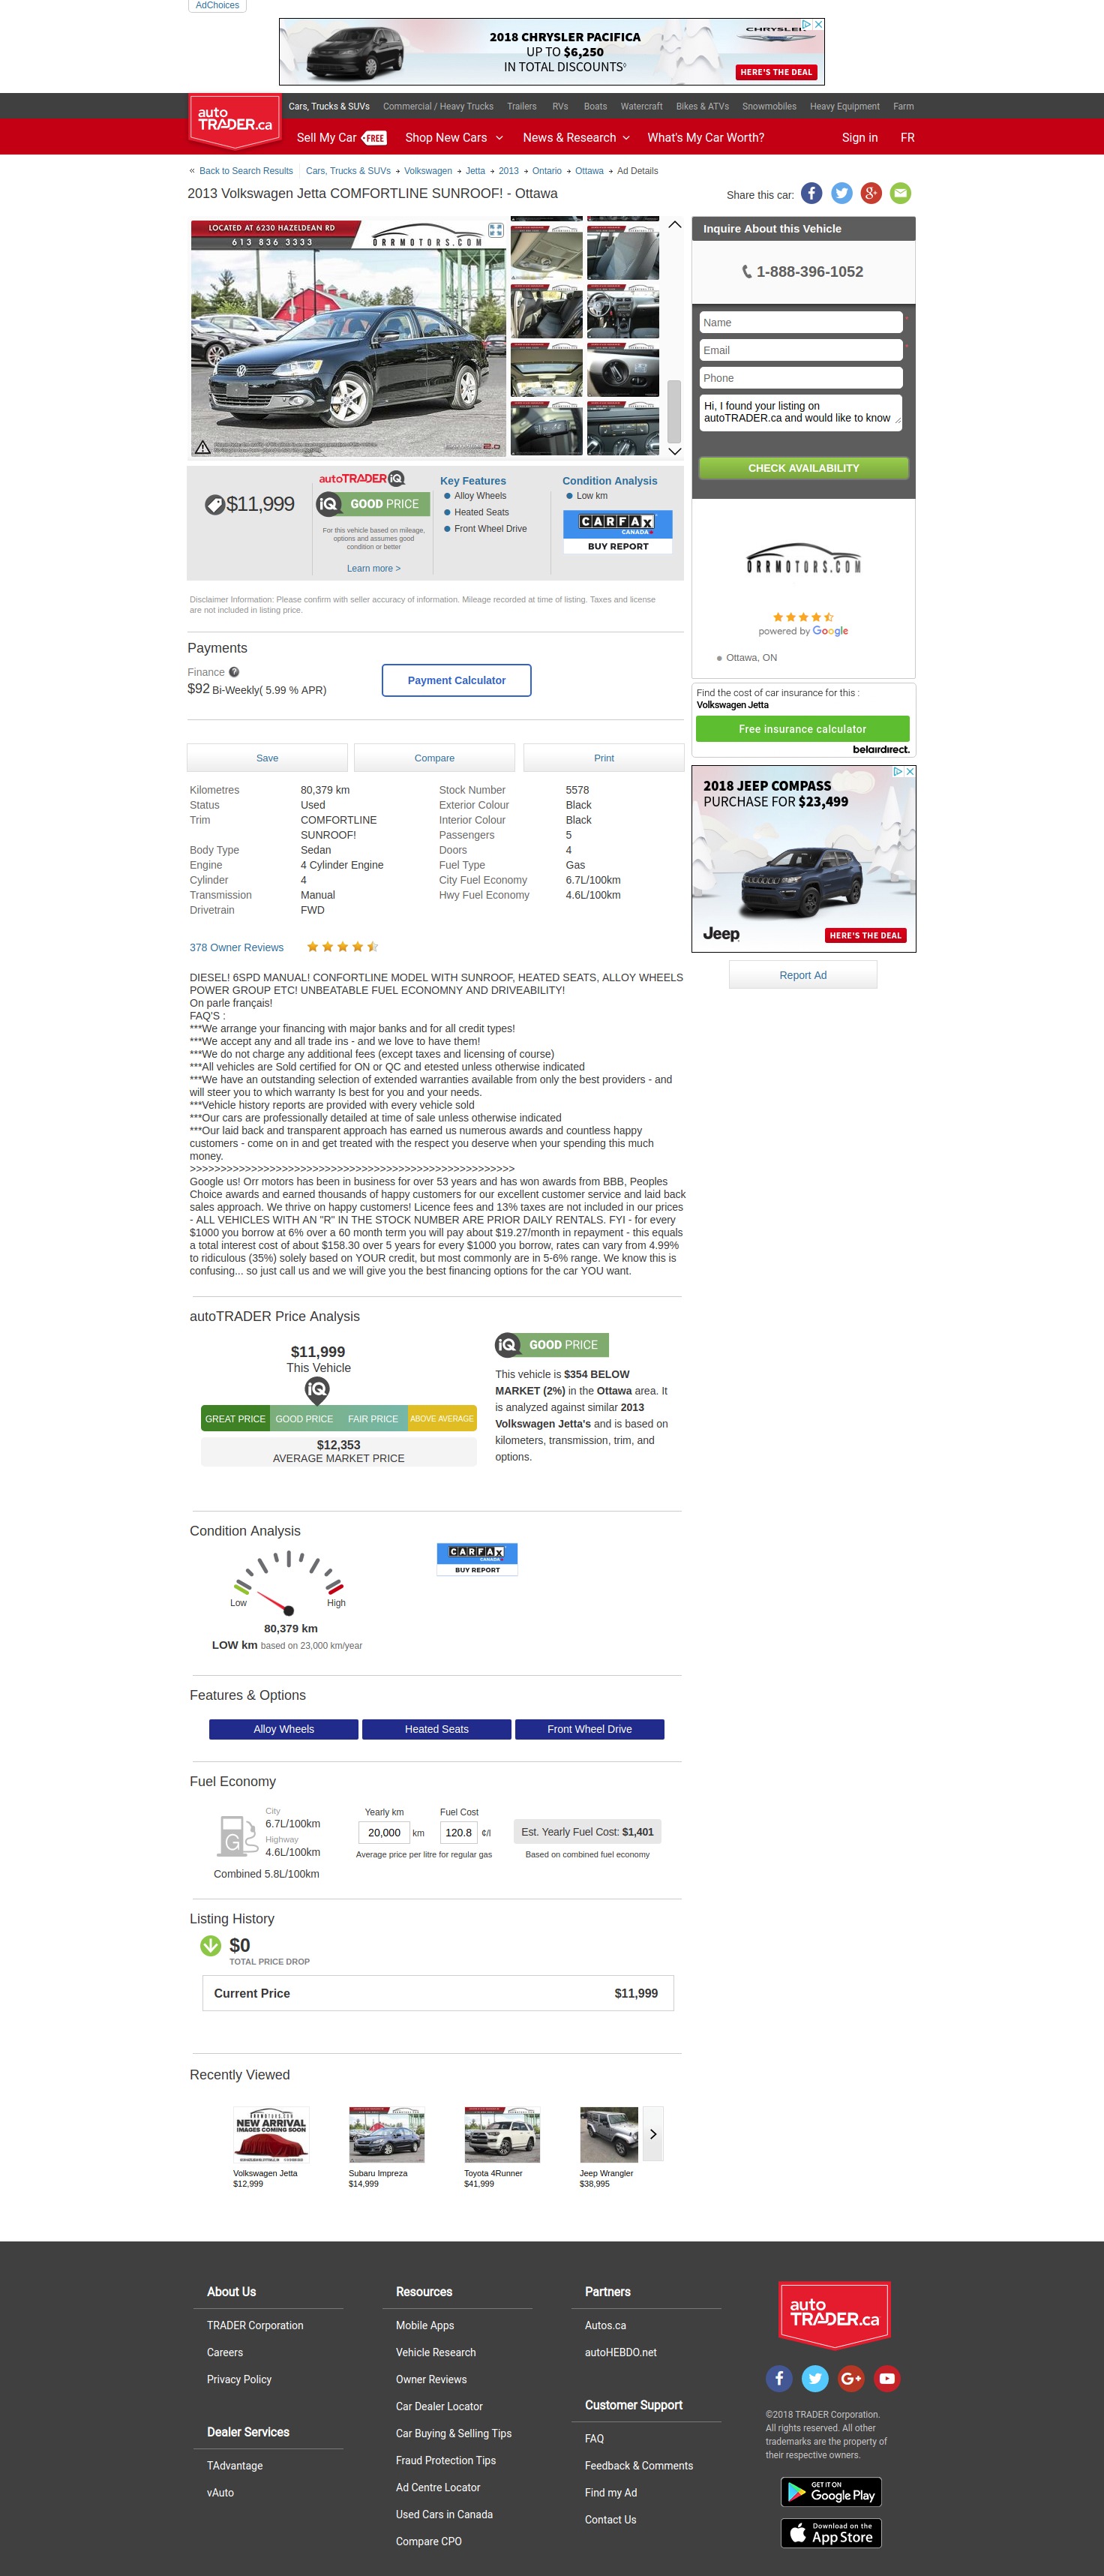 AdChoices
2018 CHRYSLER PACIFICA
UP TO $6,250
IN TOTAL DISCOUNTS◊
CHRYSLER
HERE'S THE DEAL
auto
TRADER.ca
Cars, Trucks & SUVs Commercial / Heavy Trucks Trailers RVs Boats Watercraft Bikes & ATVs Snowmobiles Heavy Equipment Farm
Sell My Car FREE Shop New Cars News & Research What's My Car Worth? Sign in FR
« Back to Search Results Cars, Trucks & SUVs Volkswagen Jetta 2013 Ontario Ottawa Ad Details
2013 Volkswagen Jetta COMFORTLINE SUNROOF! - Ottawa
Share this car:
LOCATED AT 6230 HAZELDEAN RD
613 836 3333
ORRMOTORS.COM
Inquire About this Vehicle
1-888-396-1052
Name
Email
Phone
Hi, I found your listing on
autoTRADER.ca and would like to know
CHECK AVAILABILITY
$11,999
autoTRADER iQ
iQ GOOD PRICE
For this vehicle based on mileage,
options and assumes good
condition or better
Learn more >
Key Features
Alloy Wheels
Heated Seats
Front Wheel Drive
Condition Analysis
Low km
CARFAX
CANADA
BUY REPORT
ORRMOTORS.COM
powered by Google
Ottawa, ON
Disclaimer Information: Please confirm with seller accuracy of information. Mileage recorded at time of listing. Taxes and license
are not included in listing price.
Payments
Finance ?
$92 Bi-Weekly( 5.99 % APR)
Payment Calculator
Find the cost of car insurance for this :
Volkswagen Jetta
Free insurance calculator
belairdirect.
Save Compare Print
2018 JEEP COMPASS
PURCHASE FOR $23,499
Jeep
HERE'S THE DEAL
Report Ad
Kilometres 80,379 km Stock Number 5578
Status Used Exterior Colour Black
Trim COMFORTLINE Interior Colour Black
SUNROOF! Passengers 5
Body Type Sedan Doors 4
Engine 4 Cylinder Engine Fuel Type Gas
Cylinder 4 City Fuel Economy 6.7L/100km
Transmission Manual Hwy Fuel Economy 4.6L/100km
Drivetrain FWD
378 Owner Reviews
DIESEL! 6SPD MANUAL! CONFORTLINE MODEL WITH SUNROOF, HEATED SEATS, ALLOY WHEELS
POWER GROUP ETC! UNBEATABLE FUEL ECONOMNY AND DRIVEABILITY!
On parle français!
FAQ'S :
***We arrange your financing with major banks and for all credit types!
***We accept any and all trade ins - and we love to have them!
***We do not charge any additional fees (except taxes and licensing of course)
***All vehicles are Sold certified for ON or QC and etested unless otherwise indicated
***We have an outstanding selection of extended warranties available from only the best providers - and
will steer you to which warranty Is best for you and your needs.
***Vehicle history reports are provided with every vehicle sold
***Our cars are professionally detailed at time of sale unless otherwise indicated
***Our laid back and transparent approach has earned us numerous awards and countless happy
customers - come on in and get treated with the respect you deserve when your spending this much
money.
>>>>>>>>>>>>>>>>>>>>>>>>>>>>>>>>>>>>>>>>>>>>>>>>>>>>>
Google us! Orr motors has been in business for over 53 years and has won awards from BBB, Peoples
Choice awards and earned thousands of happy customers for our excellent customer service and laid back
sales approach. We thrive on happy customers! Licence fees and 13% taxes are not included in our prices
- ALL VEHICLES WITH AN "R" IN THE STOCK NUMBER ARE PRIOR DAILY RENTALS. FYI - for every
$1000 you borrow at 6% over a 60 month term you will pay about $19.27/month in repayment - this equals
a total interest cost of about $158.30 over 5 years for every $1000 you borrow, rates can vary from 4.99%
to ridiculous (35%) solely based on YOUR credit, but most commonly are in 5-6% range. We know this is
confusing... so just call us and we will give you the best financing options for the car YOU want.
autoTRADER Price Analysis
$11,999
This Vehicle
iQ
GREAT PRICE GOOD PRICE FAIR PRICE ABOVE AVERAGE
$12,353
AVERAGE MARKET PRICE
iQ GOOD PRICE
This vehicle is $354 BELOW
MARKET (2%) in the Ottawa area. It
is analyzed against similar 2013
Volkswagen Jetta's and is based on
kilometers, transmission, trim, and
options.
Condition Analysis
Low High
80,379 km
LOW km based on 23,000 km/year
CARFAX
CANADA
BUY REPORT
Features & Options
Alloy Wheels Heated Seats Front Wheel Drive
Fuel Economy
G
City
6.7L/100km
Highway
4.6L/100km
Combined 5.8L/100km
Yearly km Fuel Cost
20,000 km 120.8 ¢/l
Average price per litre for regular gas
Est. Yearly Fuel Cost: $1,401
Based on combined fuel economy
Listing History
$0
TOTAL PRICE DROP
Current Price $11,999
Recently Viewed
ORRMOTORS.COM
NEW ARRIVAL
IMAGES COMING SOON
Volkswagen Jetta
$12,999
Subaru Impreza
$14,999
Toyota 4Runner
$41,999
Jeep Wrangler
$38,995
About Us
TRADER Corporation
Careers
Privacy Policy
Dealer Services
TAdvantage
vAuto
Resources
Mobile Apps
Vehicle Research
Owner Reviews
Car Dealer Locator
Car Buying & Selling Tips
Fraud Protection Tips
Ad Centre Locator
Used Cars in Canada
Compare CPO
Partners
Autos.ca
autoHEBDO.net
Customer Support
FAQ
Feedback & Comments
Find my Ad
Contact Us
auto
TRADER.ca
©2018 TRADER Corporation.
All rights reserved. All other
trademarks are the property of
their respective owners.
GET IT ON
Google Play
Download on the
App Store